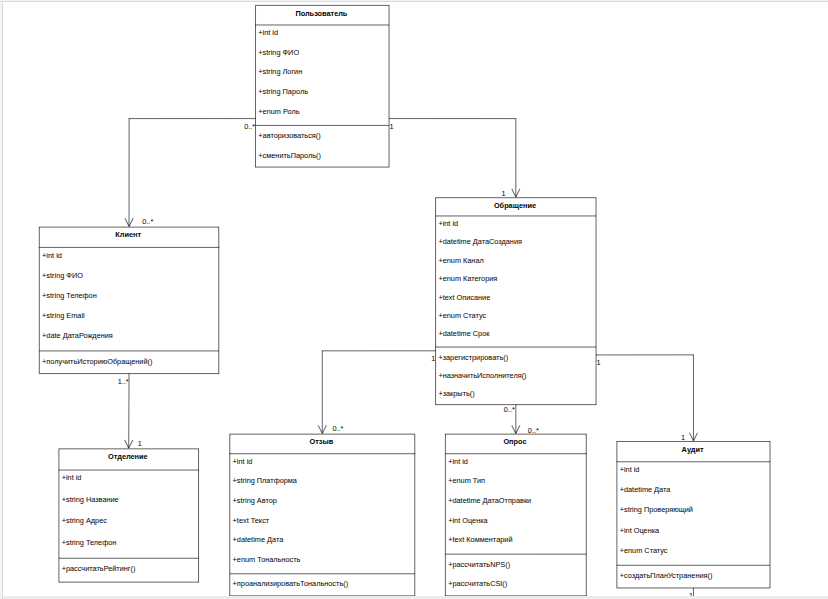 Пользователь
+int id
+string ФИО
+string Логин
+string Пароль
+enum Роль
+авторизоваться()
+сменитьПароль()
0..*
1
0..*
1
Клиент
+int id
+string ФИО
+string Телефон
+string Email
+date ДатаРождения
+получитьИсториюОбращений()
1..*
1
Обращение
+int id
+datetime ДатаСоздания
+enum Канал
+enum Категория
+text Описание
+enum Статус
+datetime Срок
+зарегистрировать()
+назначитьИсполнителя()
+закрыть()
1
1
0..*
0..*
0..*
1
Отделение
+int id
+string Название
+string Адрес
+string Телефон
+рассчитатьРейтинг()
Отзыв
+int id
+string Платформа
+string Автор
+text Текст
+datetime Дата
+enum Тональность
+проанализироватьТональность()
Опрос
+int id
+enum Тип
+datetime ДатаОтправки
+int Оценка
+text Комментарий
+рассчитатьNPS()
+рассчитатьCSI()
Аудит
+int id
+datetime Дата
+string Проверяющий
+int Оценка
+enum Статус
+создатьПланУстранения()
1